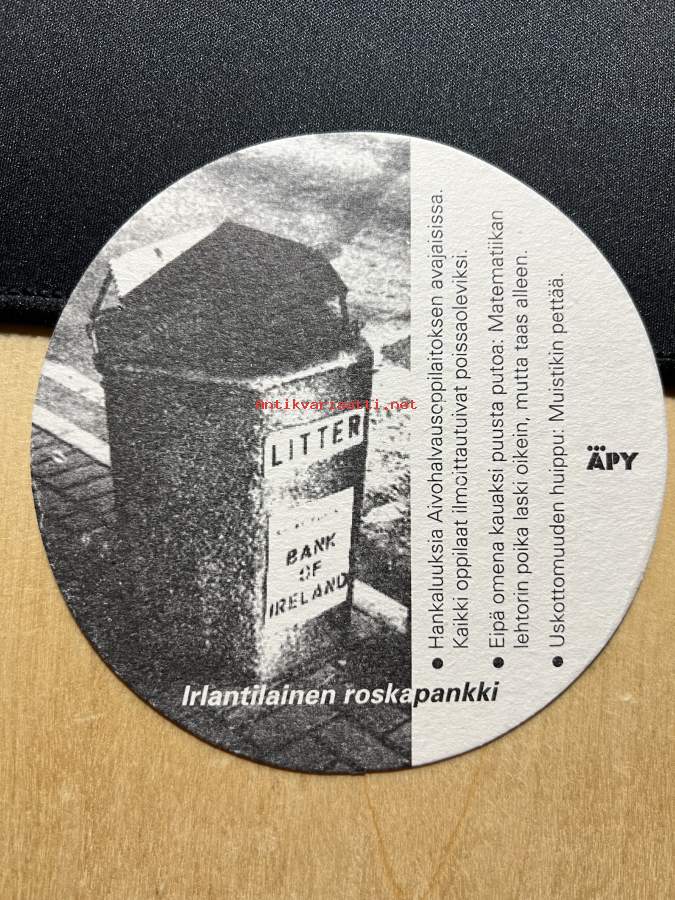 LITTER
BANK
OF
IRELAND
Irlantilainen roskapankki
● Hankaluuksia Aivohalvausoppilaitoksen avajaisissa.
Kaikki oppilaat ilmoittautuivat poissaoleviksi.
● Eipä omena kauaksi puusta putoa: Matematiikan
lehtorin poika laski oikein, mutta taas alleen.
● Uskottomuuden huippu: Muistikin pettää.
ÄPY
Antikvariaatti.net